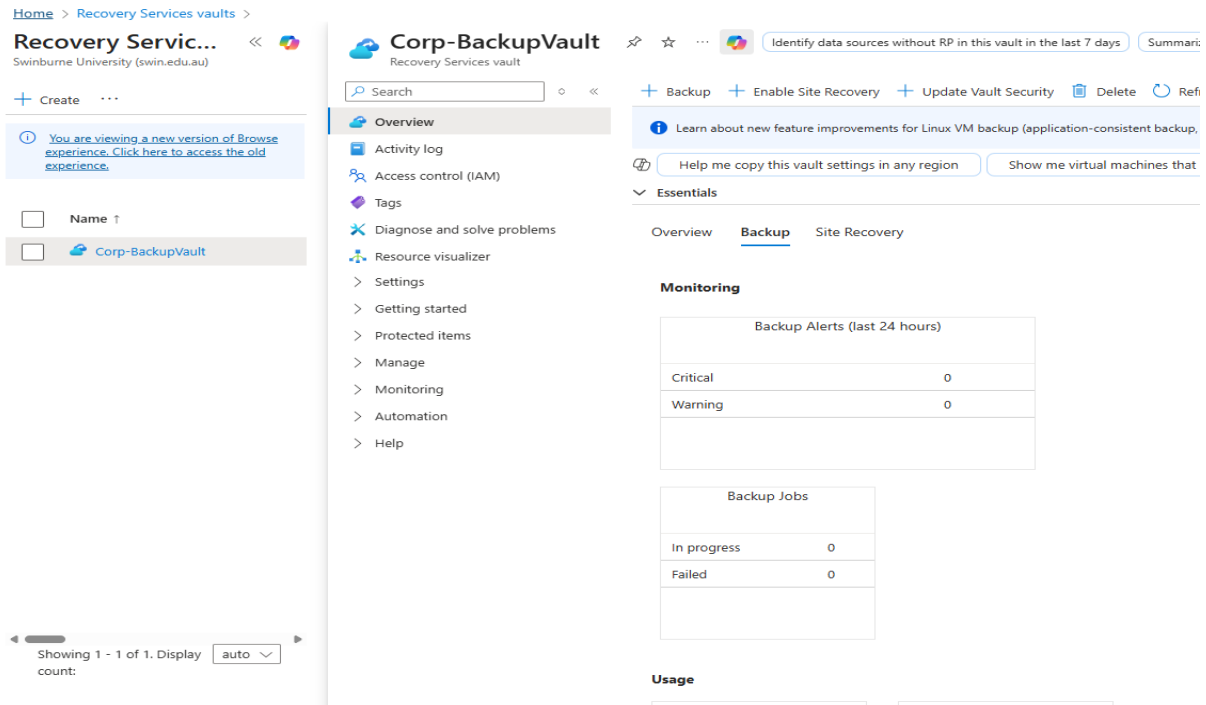 Home > Recovery Services vaults >
Recovery Servic...
Swinburne University (swin.edu.au)
Create ...
You are viewing a new version of Browse
experience. Click here to access the old
experience.
Name ↑
Corp-BackupVault
Showing 1 - 1 of 1. Display auto
count:
Corp-BackupVault
Recovery Services vault
Search
Overview
Activity log
Access control (IAM)
Tags
Diagnose and solve problems
Resource visualizer
Settings
Getting started
Protected items
Manage
Monitoring
Automation
Help
Identify data sources without RP in this vault in the last 7 days Summariz
Backup Enable Site Recovery Update Vault Security Delete Refr
Learn about new feature improvements for Linux VM backup (application-consistent backup,
Help me copy this vault settings in any region Show me virtual machines that
Essentials
Overview Backup Site Recovery
Monitoring
Backup Alerts (last 24 hours)
Critical 0
Warning 0
Backup Jobs
In progress 0
Failed 0
Usage